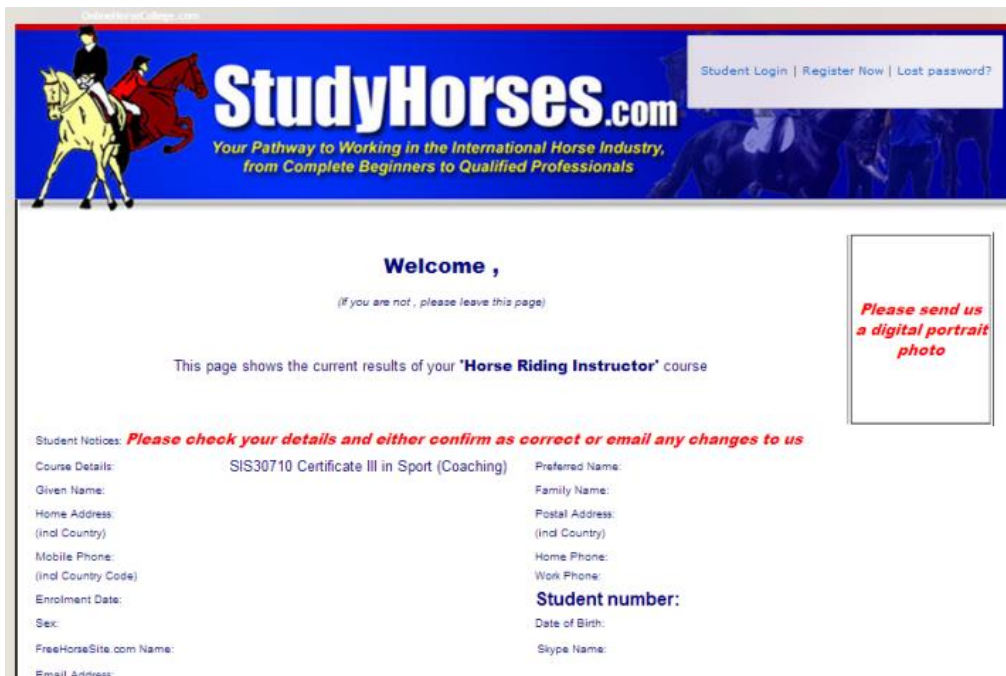 OnlineHorseCollege.com
StudyHorses.com
Student Login | Register Now | Lost password?
Your Pathway to Working in the International Horse Industry,
from Complete Beginners to Qualified Professionals
Welcome ,
(If you are not , please leave this page)
Please send us
a digital portrait
photo
This page shows the current results of your "Horse Riding Instructor" course
Student Notices: Please check your details and either confirm as correct or email any changes to us
Course Details: SIS30710 Certificate III in Sport (Coaching) Preferred Name:
Given Name: Family Name:
Home Address: Postal Address:
(incl Country) (incl Country)
Mobile Phone: Home Phone:
(incl Country Code) Work Phone:
Enrolment Date: Student number:
Sex: Date of Birth:
FreeHorseSite.com Name: Skype Name:
Email Address: